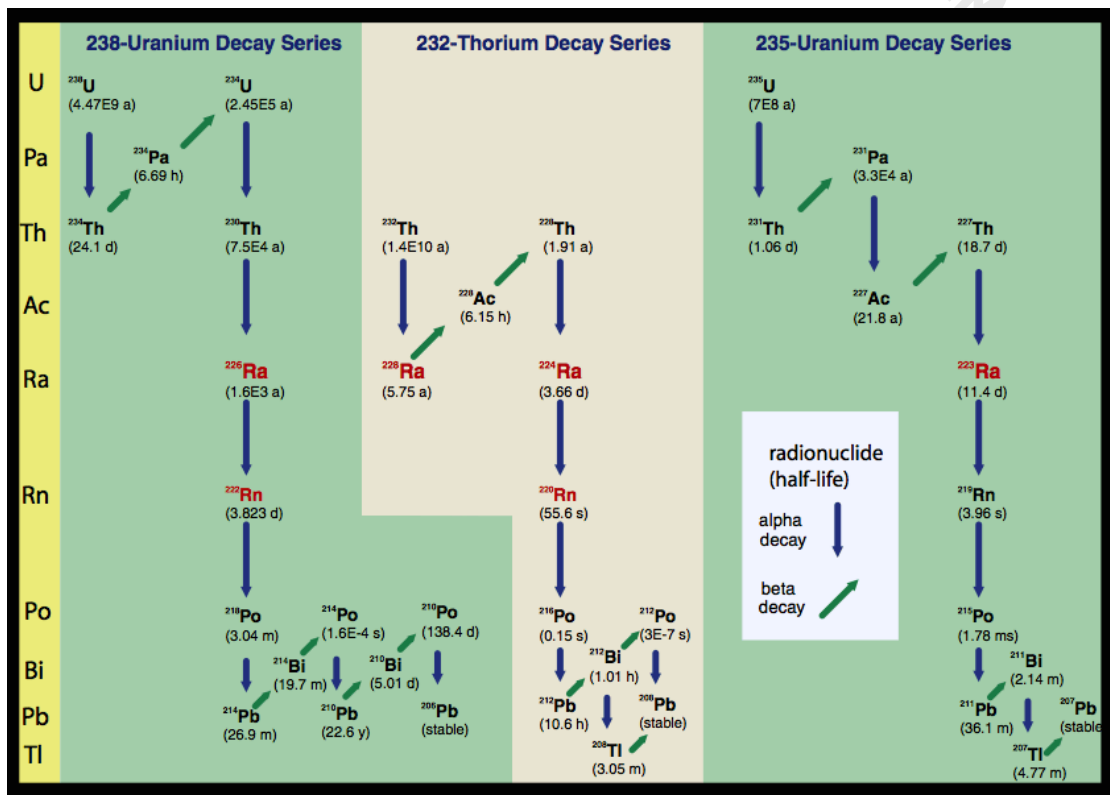 238-Uranium Decay Series
232-Thorium Decay Series
235-Uranium Decay Series
U
²³⁸U
(4.47E9 a)
²³⁴U
(2.45E5 a)
²³⁵U
(7E8 a)
Pa
²³⁴Pa
(6.69 h)
²³¹Pa
(3.3E4 a)
Th
²³⁴Th
(24.1 d)
²³⁰Th
(7.5E4 a)
²³²Th
(1.4E10 a)
²²⁸Th
(1.91 a)
²³¹Th
(1.06 d)
²²⁷Th
(18.7 d)
Ac
²²⁸Ac
(6.15 h)
²²⁷Ac
(21.8 a)
Ra
²²⁶Ra
(1.6E3 a)
²²⁸Ra
(5.75 a)
²²⁴Ra
(3.66 d)
²²³Ra
(11.4 d)
radionuclide
(half-life)
alpha
decay
beta
decay
Rn
²²²Rn
(3.823 d)
²²⁰Rn
(55.6 s)
²¹⁹Rn
(3.96 s)
Po
²¹⁸Po
(3.04 m)
²¹⁴Po
(1.6E-4 s)
²¹⁰Po
(138.4 d)
²¹⁶Po
(0.15 s)
²¹²Po
(3E-7 s)
²¹⁵Po
(1.78 ms)
Bi
²¹⁴Bi
(19.7 m)
²¹⁰Bi
(5.01 d)
²¹²Bi
(1.01 h)
²¹¹Bi
(2.14 m)
Pb
²¹⁴Pb
(26.9 m)
²¹⁰Pb
(22.6 y)
²⁰⁶Pb
(stable)
²¹²Pb
(10.6 h)
²⁰⁸Pb
(stable)
²¹¹Pb
(36.1 m)
²⁰⁷Pb
(stable
Tl
²⁰⁸Tl
(3.05 m)
²⁰⁷Tl
(4.77 m)